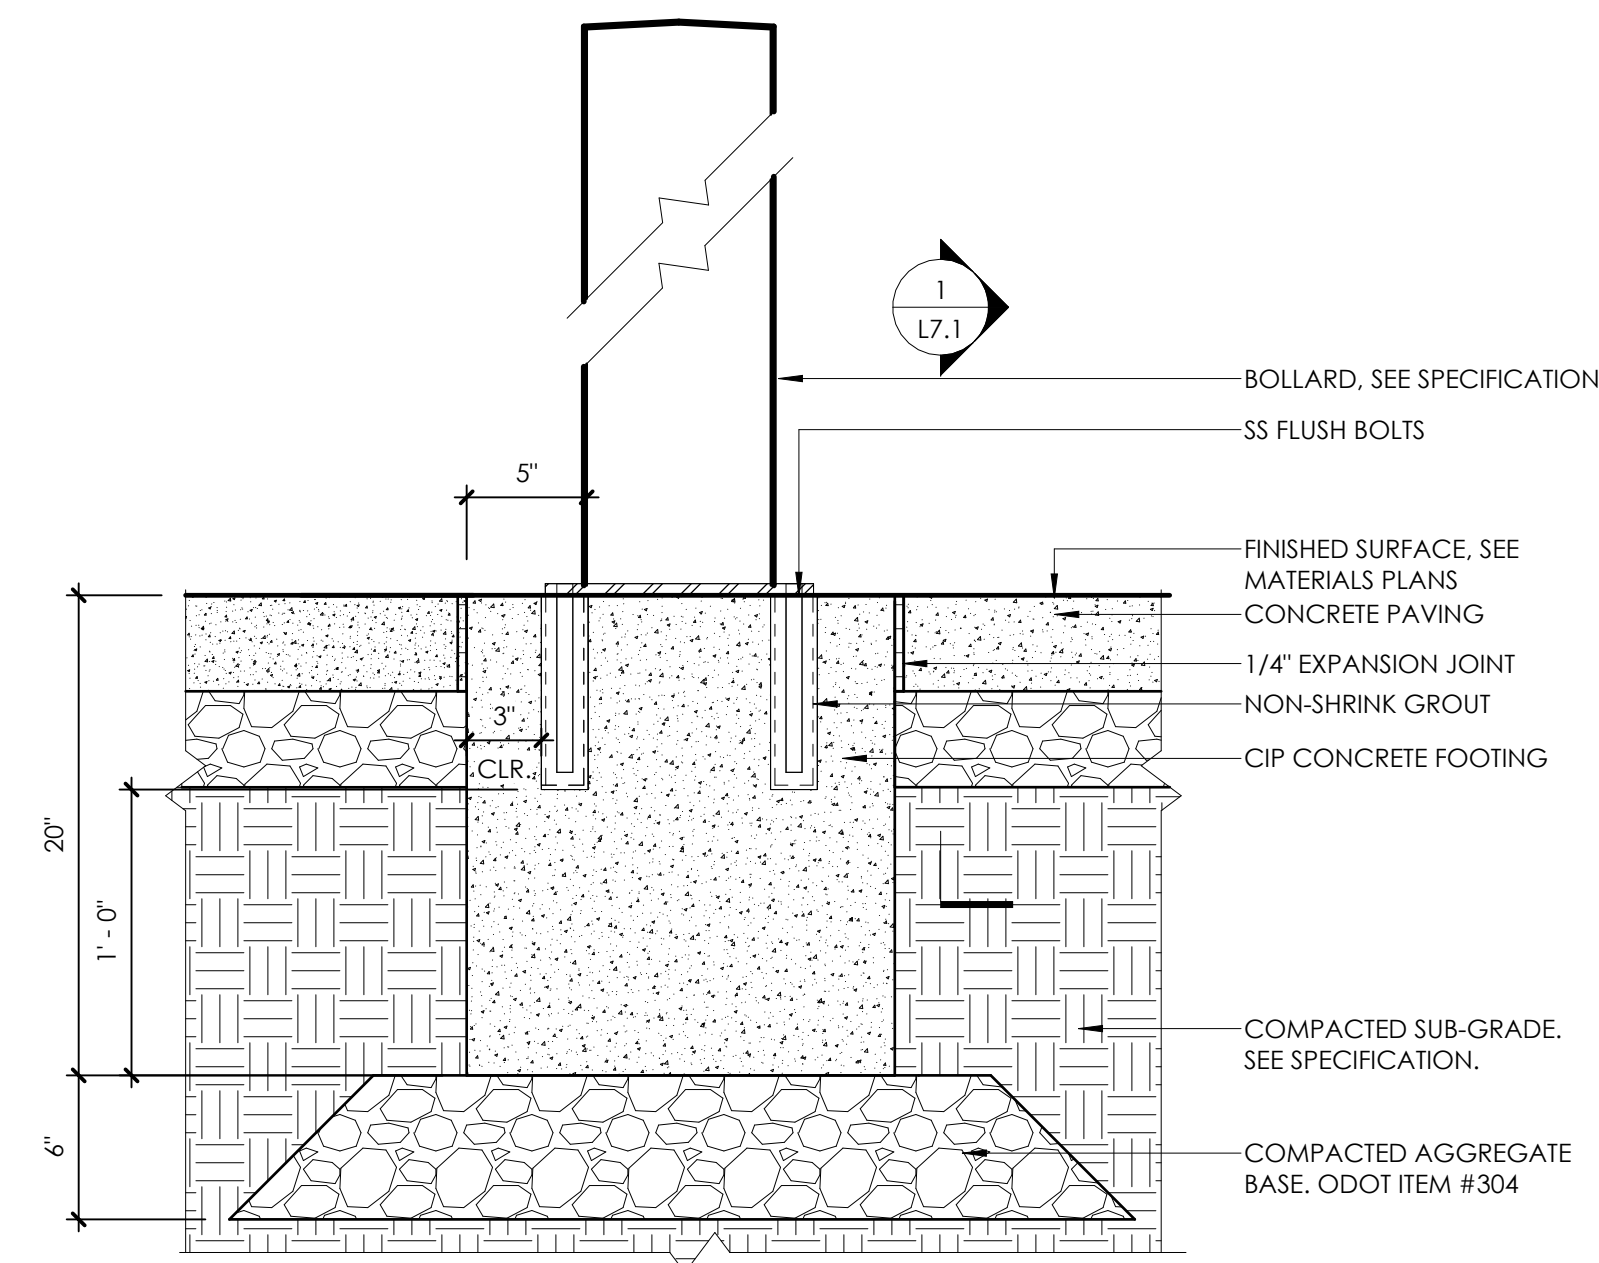 1
L7.1
BOLLARD, SEE SPECIFICATION
SS FLUSH BOLTS
5"
FINISHED SURFACE, SEE
MATERIALS PLANS
CONCRETE PAVING
1/4" EXPANSION JOINT
NON-SHRINK GROUT
3"
CLR.
CIP CONCRETE FOOTING
20"
1' - 0"
COMPACTED SUB-GRADE.
SEE SPECIFICATION.
6"
COMPACTED AGGREGATE
BASE. ODOT ITEM #304